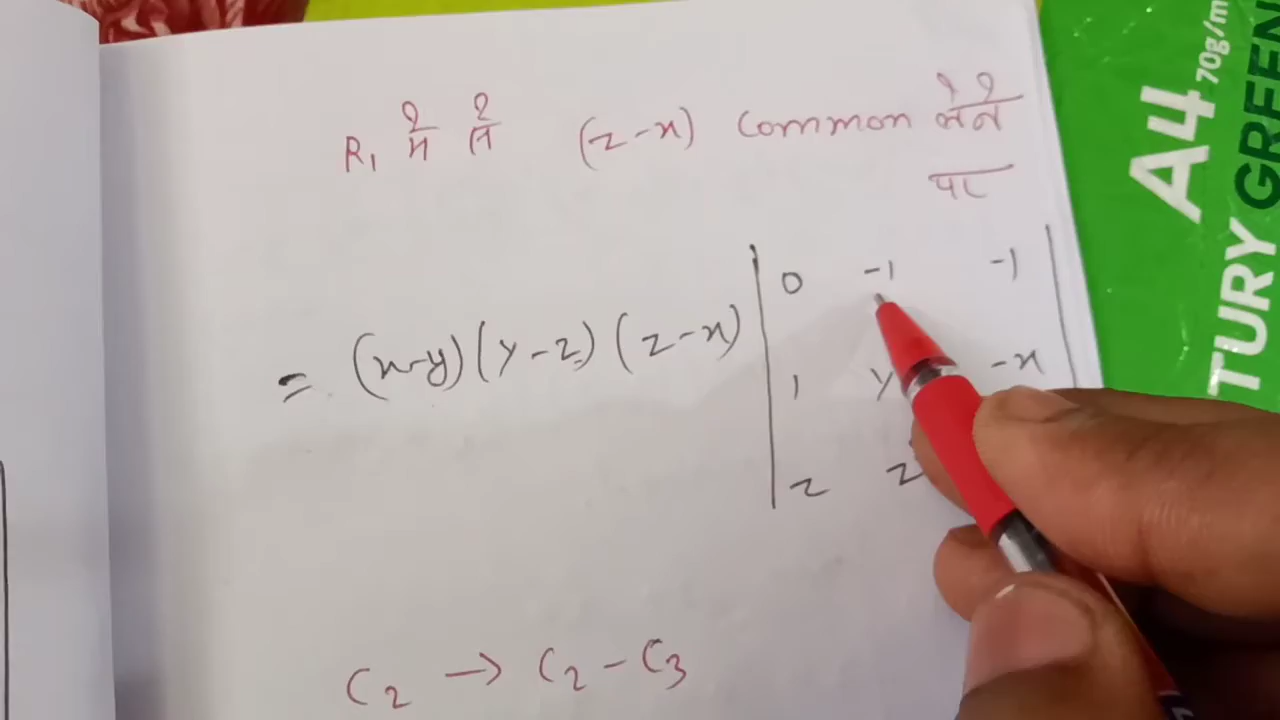 R₁ में से (z-x) common लेने
पर
= (x-y)(y-z)(z-x) | 0 -1 -1 |
1 y -x
z z
C₂ → C₂ - C₃
A4 70g/m
TURY GREEN